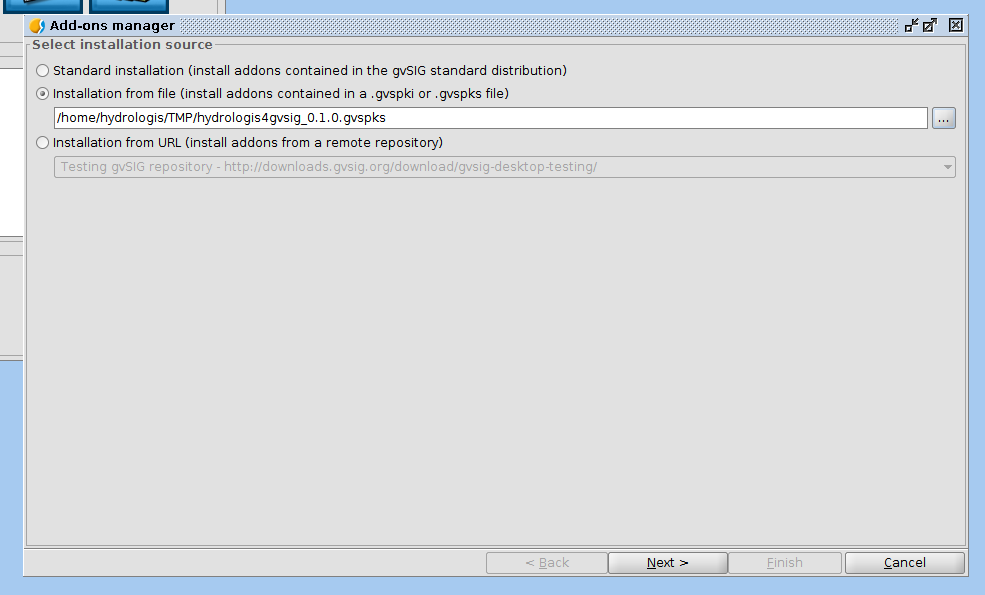 Add-ons manager
Select installation source
Standard installation (install addons contained in the gvSIG standard distribution)
Installation from file (install addons contained in a .gvspki or .gvspks file)
/home/hydrologis/TMP/hydrologis4gvsig_0.1.0.gvspks
...
Installation from URL (install addons from a remote repository)
Testing gvSIG repository - http://downloads.gvsig.org/download/gvsig-desktop-testing/
< Back Next > Finish Cancel